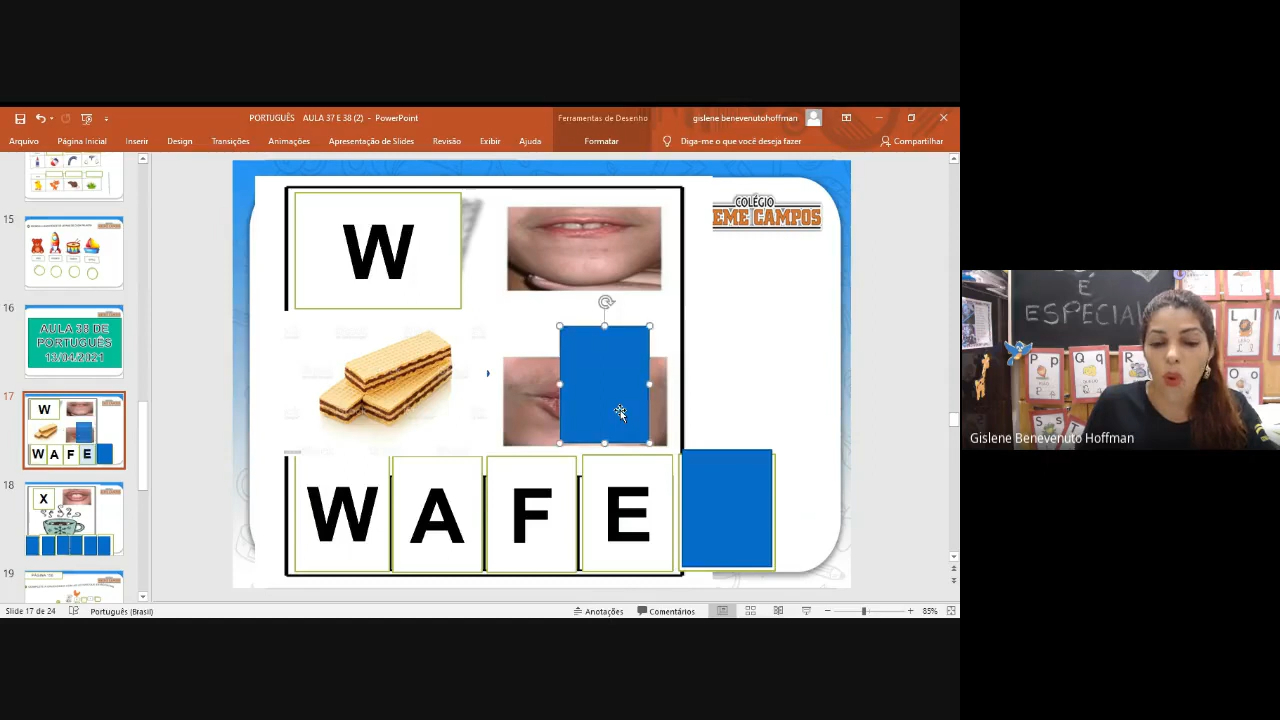 PORTUGUÊS AULA 37 E 38 (2) - PowerPoint
Ferramentas de Desenho
gislene benevenutohoffman
Arquivo
Página Inicial
Inserir
Design
Transições
Animações
Apresentação de Slides
Revisão
Exibir
Ajuda
Formatar
Diga-me o que você deseja fazer
Compartilhar
15
16
AULA 38 DE
PORTUGUÊS
13/04/2021
17
W
W A F E
18
X
19
W
COLÉGIO
EME CAMPOS
W A F E
É
ESPECIAL
P p
Q q
R
L l
O o
S s
Gislene Benevenuto Hoffman
Slide 17 de 24
Português (Brasil)
Anotações
Comentários
85%